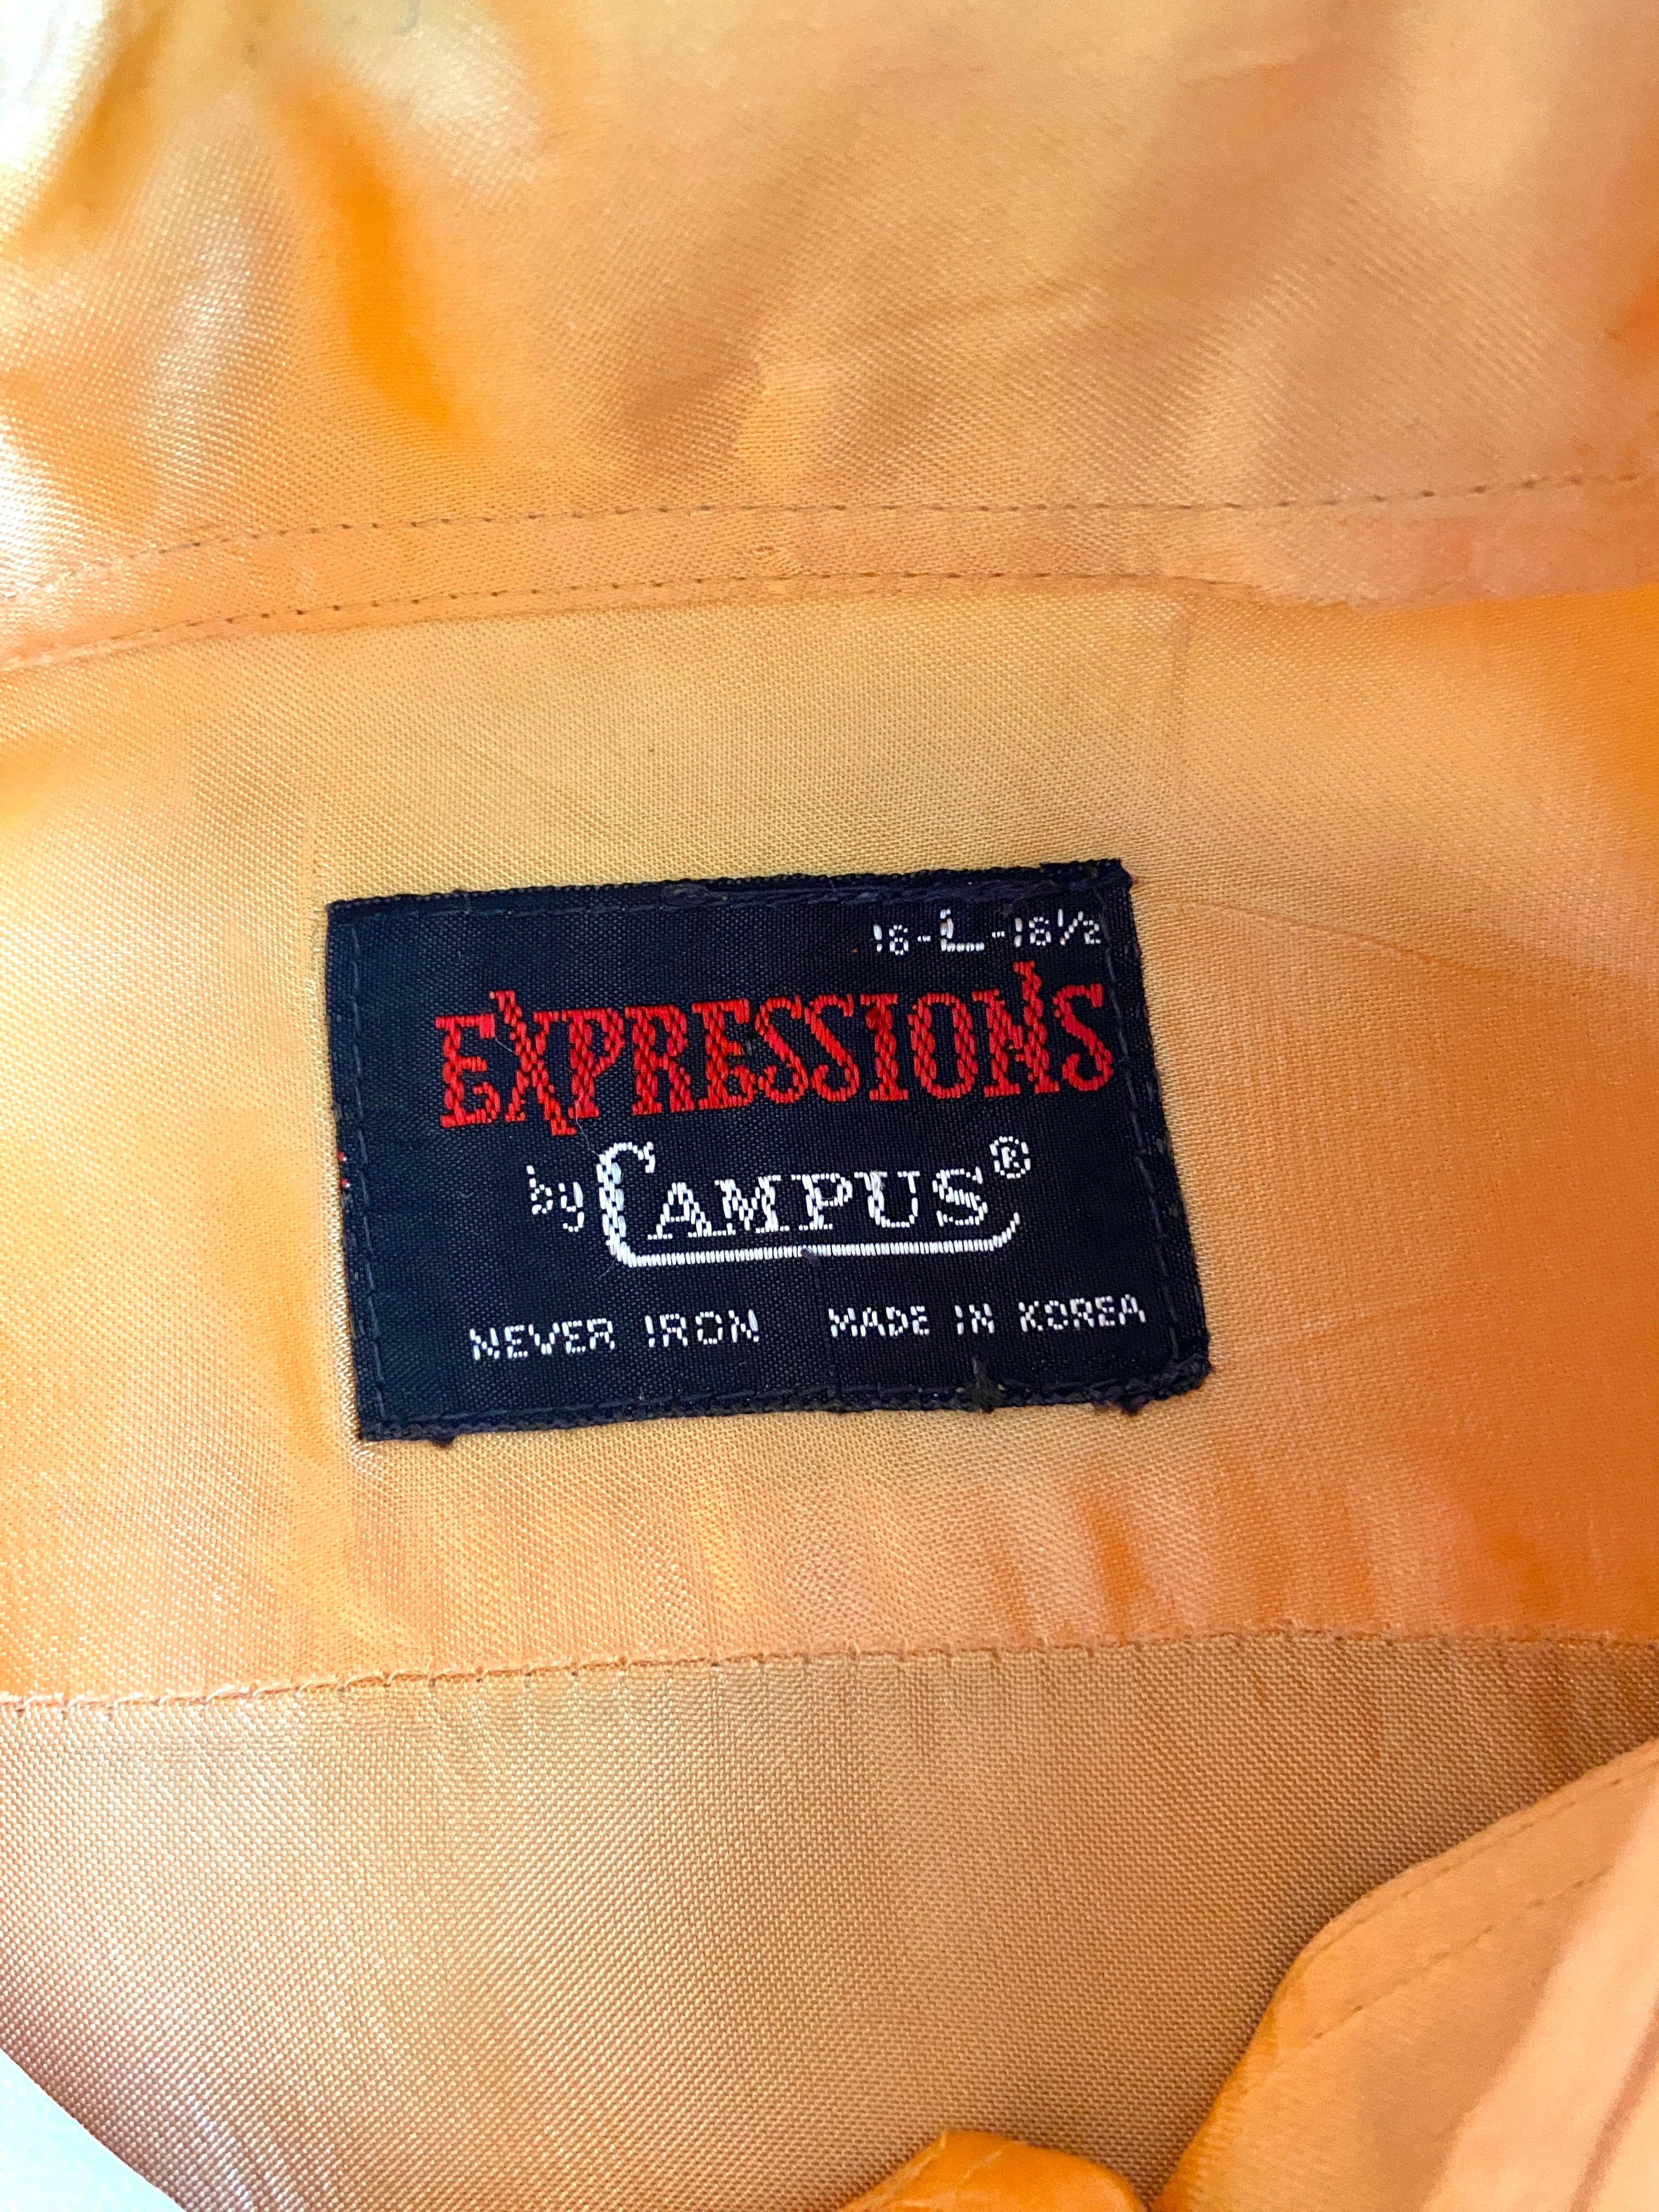 16-L-16½
EXPRESSIONS
by CAMPUS®
NEVER IRON MADE IN KOREA